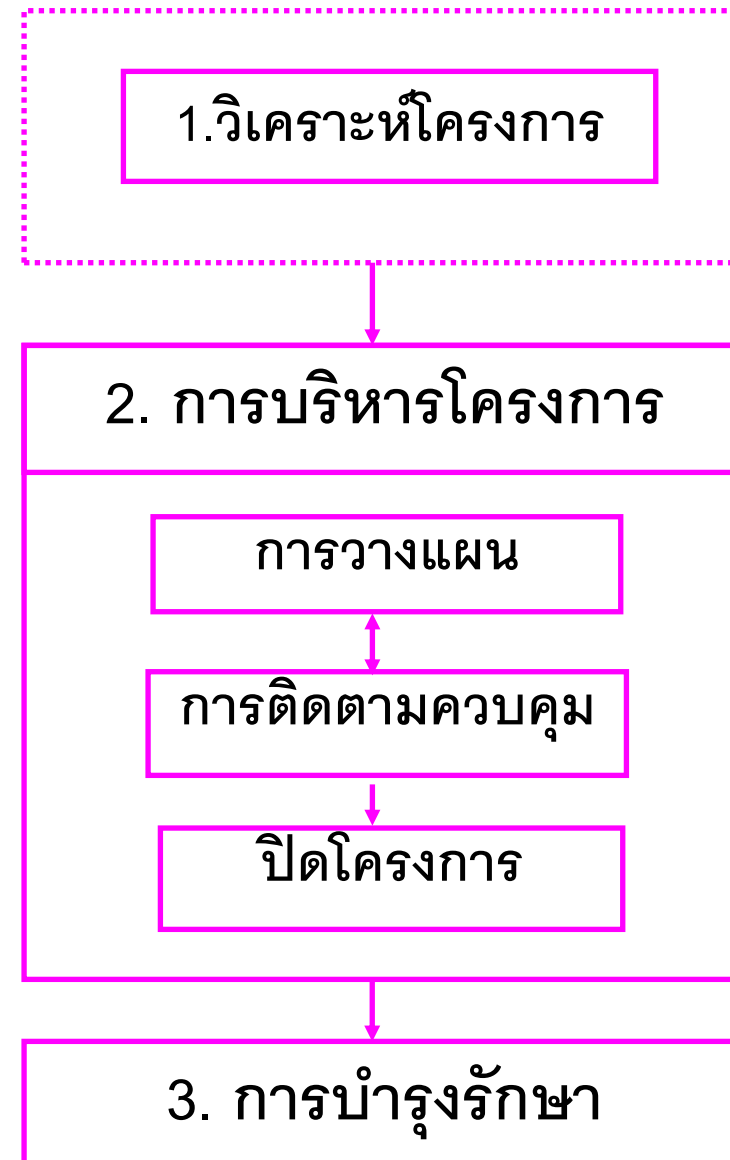 1.วิเคราะห์โครงการ
2. การบริหารโครงการ
การวางแผน
การติดตามควบคุม
ปิดโครงการ
3. การบำรุงรักษา